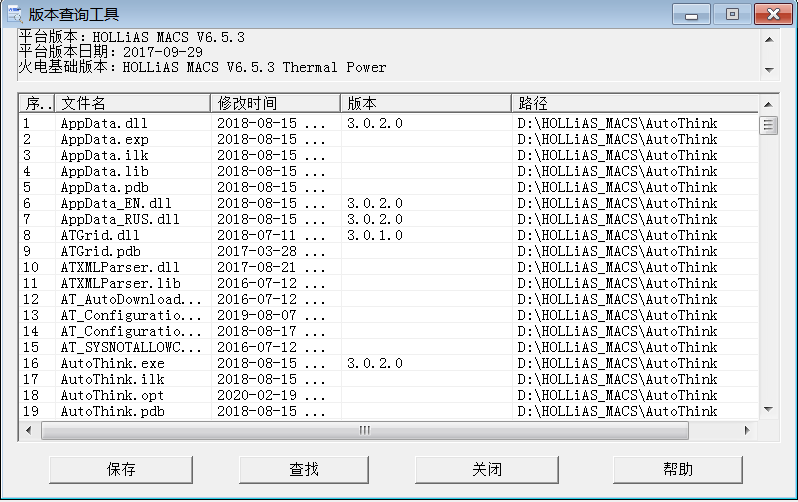 版本查询工具
平台版本：HOLLiAS MACS V6.5.3
平台版本日期：2017-09-29
火电基础版本：HOLLiAS MACS V6.5.3 Thermal Power
序.. 文件名 修改时间 版本 路径
1 AppData.dll 2018-08-15 ... 3.0.2.0 D:\HOLLiAS_MACS\AutoThink
2 AppData.exp 2018-08-15 ... D:\HOLLiAS_MACS\AutoThink
3 AppData.ilk 2018-08-15 ... D:\HOLLiAS_MACS\AutoThink
4 AppData.lib 2018-08-15 ... D:\HOLLiAS_MACS\AutoThink
5 AppData.pdb 2018-08-15 ... D:\HOLLiAS_MACS\AutoThink
6 AppData_EN.dll 2018-08-15 ... 3.0.2.0 D:\HOLLiAS_MACS\AutoThink
7 AppData_RUS.dll 2018-08-15 ... 3.0.2.0 D:\HOLLiAS_MACS\AutoThink
8 ATGrid.dll 2018-07-11 ... 3.0.1.0 D:\HOLLiAS_MACS\AutoThink
9 ATGrid.pdb 2017-03-28 ... D:\HOLLiAS_MACS\AutoThink
10 ATXMLParser.dll 2017-08-21 ... D:\HOLLiAS_MACS\AutoThink
11 ATXMLParser.lib 2016-07-12 ... D:\HOLLiAS_MACS\AutoThink
12 AT_AutoDownload... 2016-07-12 ... D:\HOLLiAS_MACS\AutoThink
13 AT_Configuratio... 2019-08-07 ... D:\HOLLiAS_MACS\AutoThink
14 AT_Configuratio... 2018-08-17 ... D:\HOLLiAS_MACS\AutoThink
15 AT_SYSNOTALLOWC... 2016-07-12 ... D:\HOLLiAS_MACS\AutoThink
16 AutoThink.exe 2018-08-15 ... 3.0.2.0 D:\HOLLiAS_MACS\AutoThink
17 AutoThink.ilk 2018-08-15 ... D:\HOLLiAS_MACS\AutoThink
18 AutoThink.opt 2020-02-19 ... D:\HOLLiAS_MACS\AutoThink
19 AutoThink.pdb 2018-08-15 ... D:\HOLLiAS_MACS\AutoThink
保存 查找 关闭 帮助